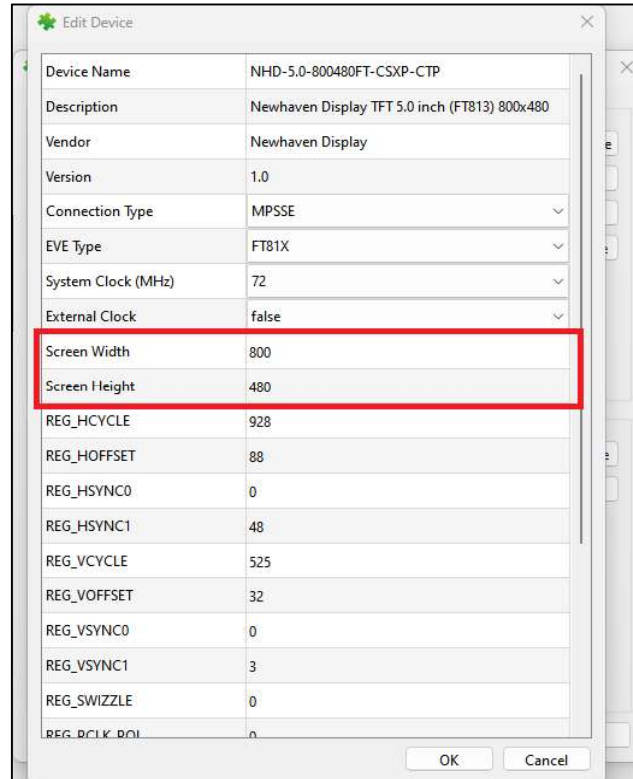 Edit Device
Device Name NHD-5.0-800480FT-CSXP-CTP
Description Newhaven Display TFT 5.0 inch (FT813) 800x480
Vendor Newhaven Display
Version 1.0
Connection Type MPSSE
EVE Type FT81X
System Clock (MHz) 72
External Clock false
Screen Width 800
Screen Height 480
REG_HCYCLE 928
REG_HOFFSET 88
REG_HSYNC0 0
REG_HSYNC1 48
REG_VCYCLE 525
REG_VOFFSET 32
REG_VSYNC0 0
REG_VSYNC1 3
REG_SWIZZLE 0
REG_PCLK_POL 0
OK Cancel